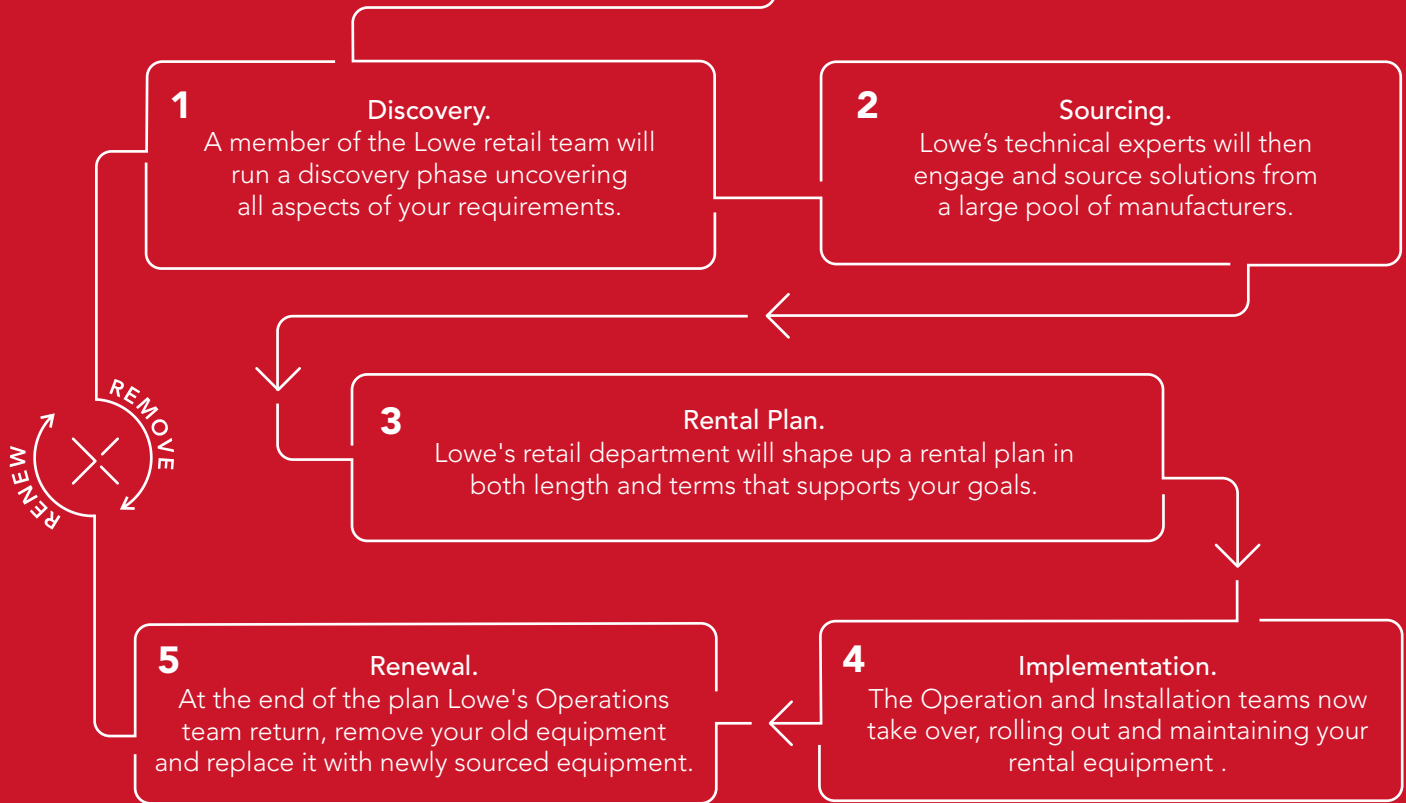 1
Discovery.
A member of the Lowe retail team will
run a discovery phase uncovering
all aspects of your requirements.
2
Sourcing.
Lowe’s technical experts will then
engage and source solutions from
a large pool of manufacturers.
REMOVE
RENEW
3
Rental Plan.
Lowe's retail department will shape up a rental plan in
both length and terms that supports your goals.
4
Implementation.
The Operation and Installation teams now
take over, rolling out and maintaining your
rental equipment .
5
Renewal.
At the end of the plan Lowe's Operations
team return, remove your old equipment
and replace it with newly sourced equipment.